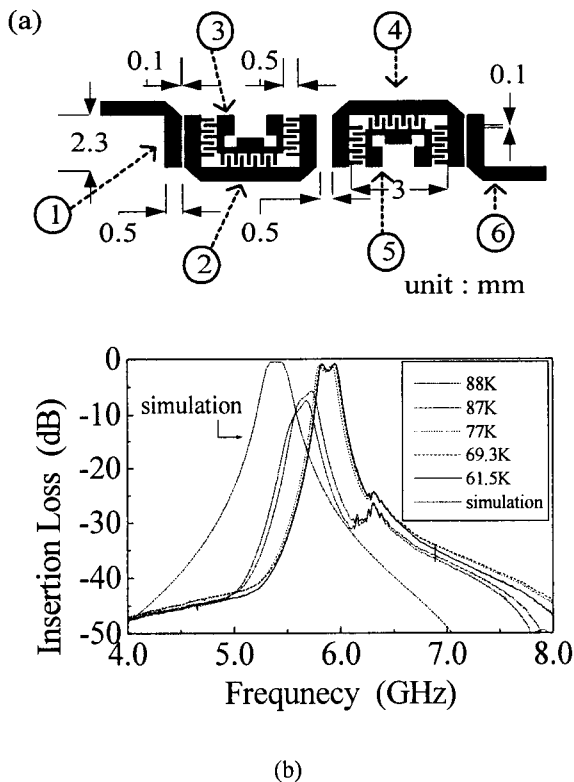 (a)
3 4
0.1 0.5 0.1
2.3
1 0.5 2 0.5 3 5 6
unit : mm
Insertion Loss (dB)
0
-10
-20
-30
-40
-50
simulation
88K
87K
77K
69.3K
61.5K
simulation
4.0 5.0 6.0 7.0 8.0
Frequnecy (GHz)
(b)